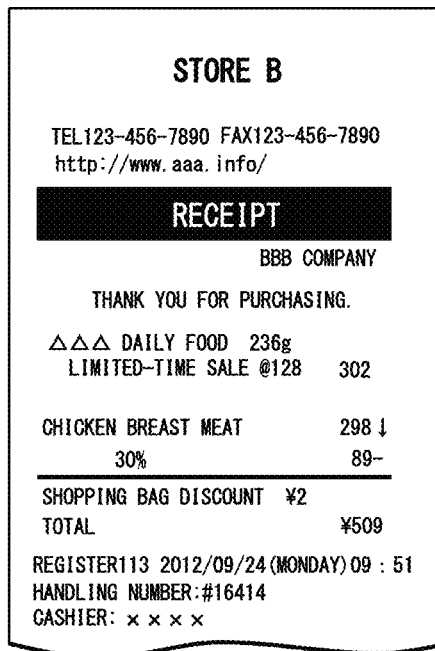 STORE B
TEL123-456-7890 FAX123-456-7890
http://www.aaa.info/
RECEIPT
BBB COMPANY
THANK YOU FOR PURCHASING.
△△△ DAILY FOOD 236g
LIMITED-TIME SALE @128 302
CHICKEN BREAST MEAT 298↓
30% 89-
SHOPPING BAG DISCOUNT ¥2
TOTAL ¥509
REGISTER113 2012/09/24(MONDAY)09：51
HANDLING NUMBER:#16414
CASHIER: ××××